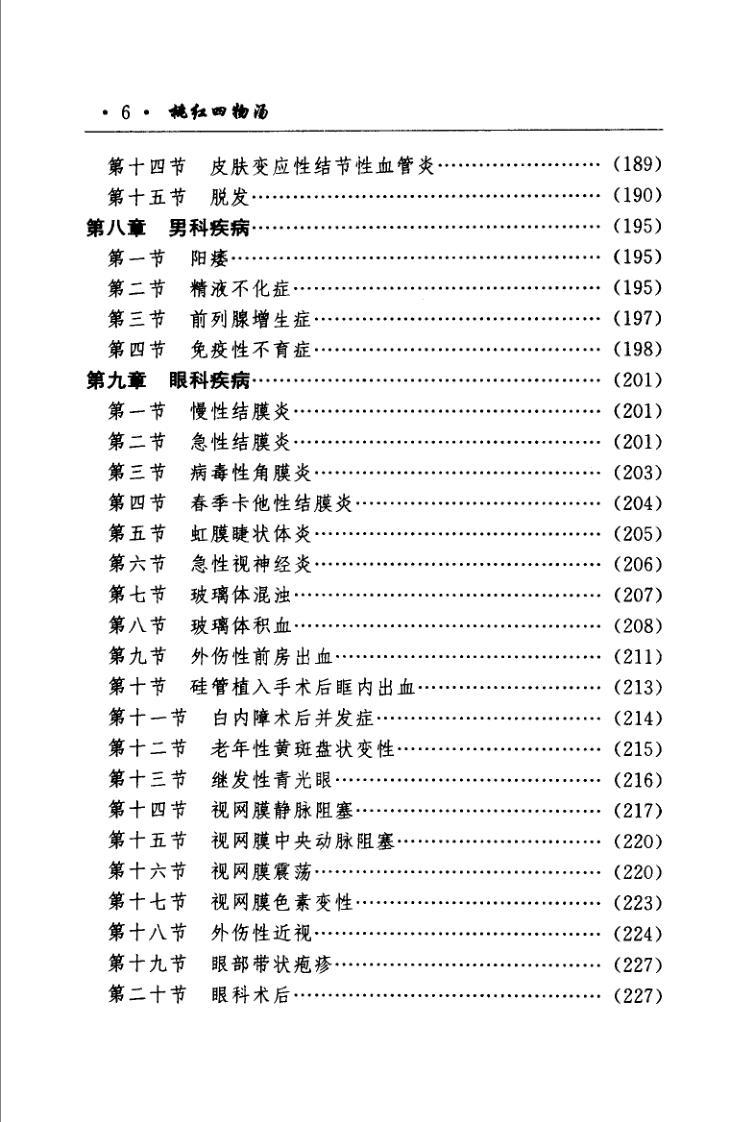 · 6 · 桃红四物汤
第十四节 皮肤变应性结节性血管炎…………………… (189)
第十五节 脱发…………………………………………… (190)
第八章 男科疾病…………………………………………… (195)
第一节 阳痿……………………………………………… (195)
第二节 精液不化症……………………………………… (195)
第三节 前列腺增生症…………………………………… (197)
第四节 免疫性不育症…………………………………… (198)
第九章 眼科疾病…………………………………………… (201)
第一节 慢性结膜炎……………………………………… (201)
第二节 急性结膜炎……………………………………… (201)
第三节 病毒性角膜炎…………………………………… (203)
第四节 春季卡他性结膜炎……………………………… (204)
第五节 虹膜睫状体炎…………………………………… (205)
第六节 急性视神经炎…………………………………… (206)
第七节 玻璃体混浊……………………………………… (207)
第八节 玻璃体积血……………………………………… (208)
第九节 外伤性前房出血………………………………… (211)
第十节 硅管植入手术后眶内出血……………………… (213)
第十一节 白内障术后并发症…………………………… (214)
第十二节 老年性黄斑盘状变性………………………… (215)
第十三节 继发性青光眼………………………………… (216)
第十四节 视网膜静脉阻塞……………………………… (217)
第十五节 视网膜中央动脉阻塞………………………… (220)
第十六节 视网膜震荡…………………………………… (220)
第十七节 视网膜色素变性……………………………… (223)
第十八节 外伤性近视…………………………………… (224)
第十九节 眼部带状疱疹………………………………… (227)
第二十节 眼科术后……………………………………… (227)